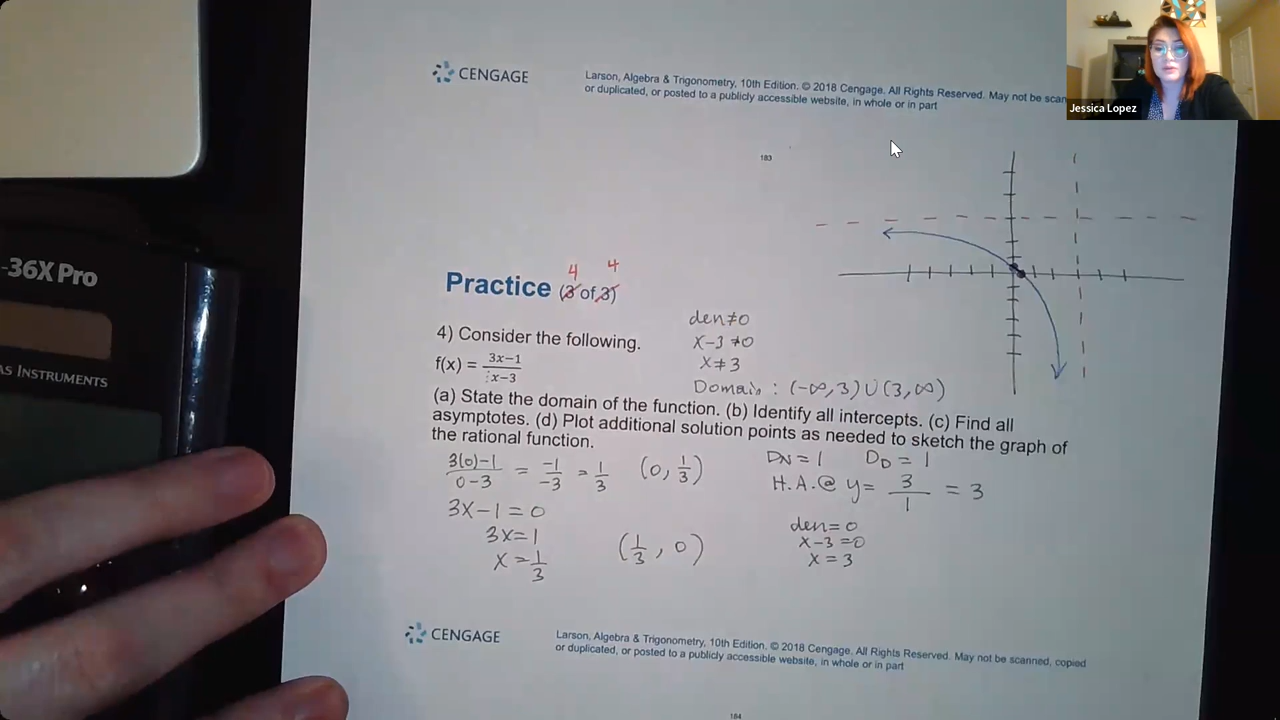 CENGAGE
Larson, Algebra & Trigonometry, 10th Edition. © 2018 Cengage. All Rights Reserved. May not be scan
or duplicated, or posted to a publicly accessible website, in whole or in part
Jessica Lopez
183
-36X Pro
AS INSTRUMENTS
4 4
Practice (3 of 3)
4) Consider the following.
f(x) = 3x-1
x-3
den≠0
x-3≠0
x≠3
Domain : (-∞,3)∪(3,∞)
(a) State the domain of the function. (b) Identify all intercepts. (c) Find all
asymptotes. (d) Plot additional solution points as needed to sketch the graph of
the rational function.
3(0)-1 / 0-3 = -1/-3 = 1/3 (0, 1/3)
3x-1=0
3x=1
x=1/3
(1/3, 0)
DN=1 DD=1
H.A.@ y= 3/1 = 3
den=0
x-3=0
x=3
CENGAGE
Larson, Algebra & Trigonometry, 10th Edition. © 2018 Cengage. All Rights Reserved. May not be scanned, copied
or duplicated, or posted to a publicly accessible website, in whole or in part
184